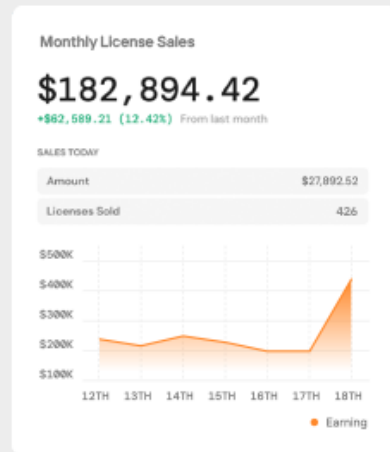 Monthly License Sales
$182,894.42
+$62,589.21 (12.42%) From last month
SALES TODAY
Amount $27,892.52
Licenses Sold 426
$500K
$400K
$300K
$200K
$100K
12TH 13TH 14TH 15TH 16TH 17TH 18TH
Earning